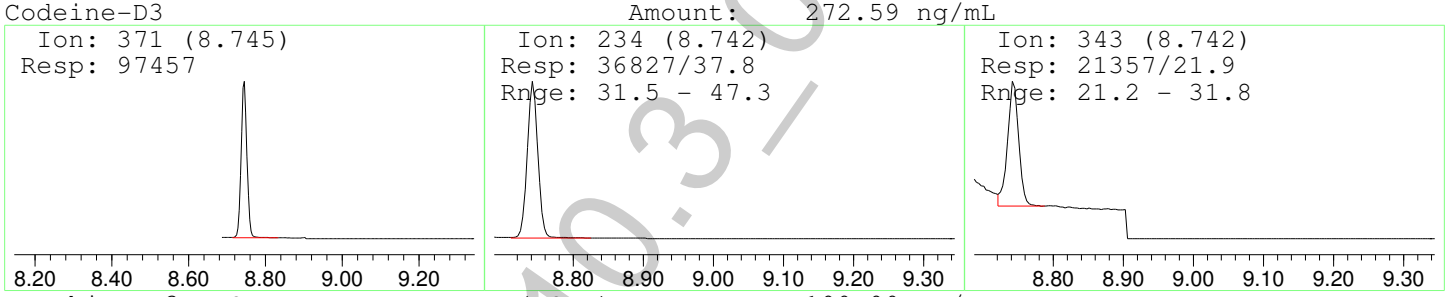 Codeine-D3 Amount: 272.59 ng/mL
Ion: 371 (8.745) Ion: 234 (8.742) Ion: 343 (8.742)
Resp: 97457 Resp: 36827/37.8 Resp: 21357/21.9
Rnge: 31.5 - 47.3 Rnge: 21.2 - 31.8
8.20 8.40 8.60 8.80 9.00 9.20 8.80 8.90 9.00 9.10 9.20 9.30 8.80 8.90 9.00 9.10 9.20 9.30